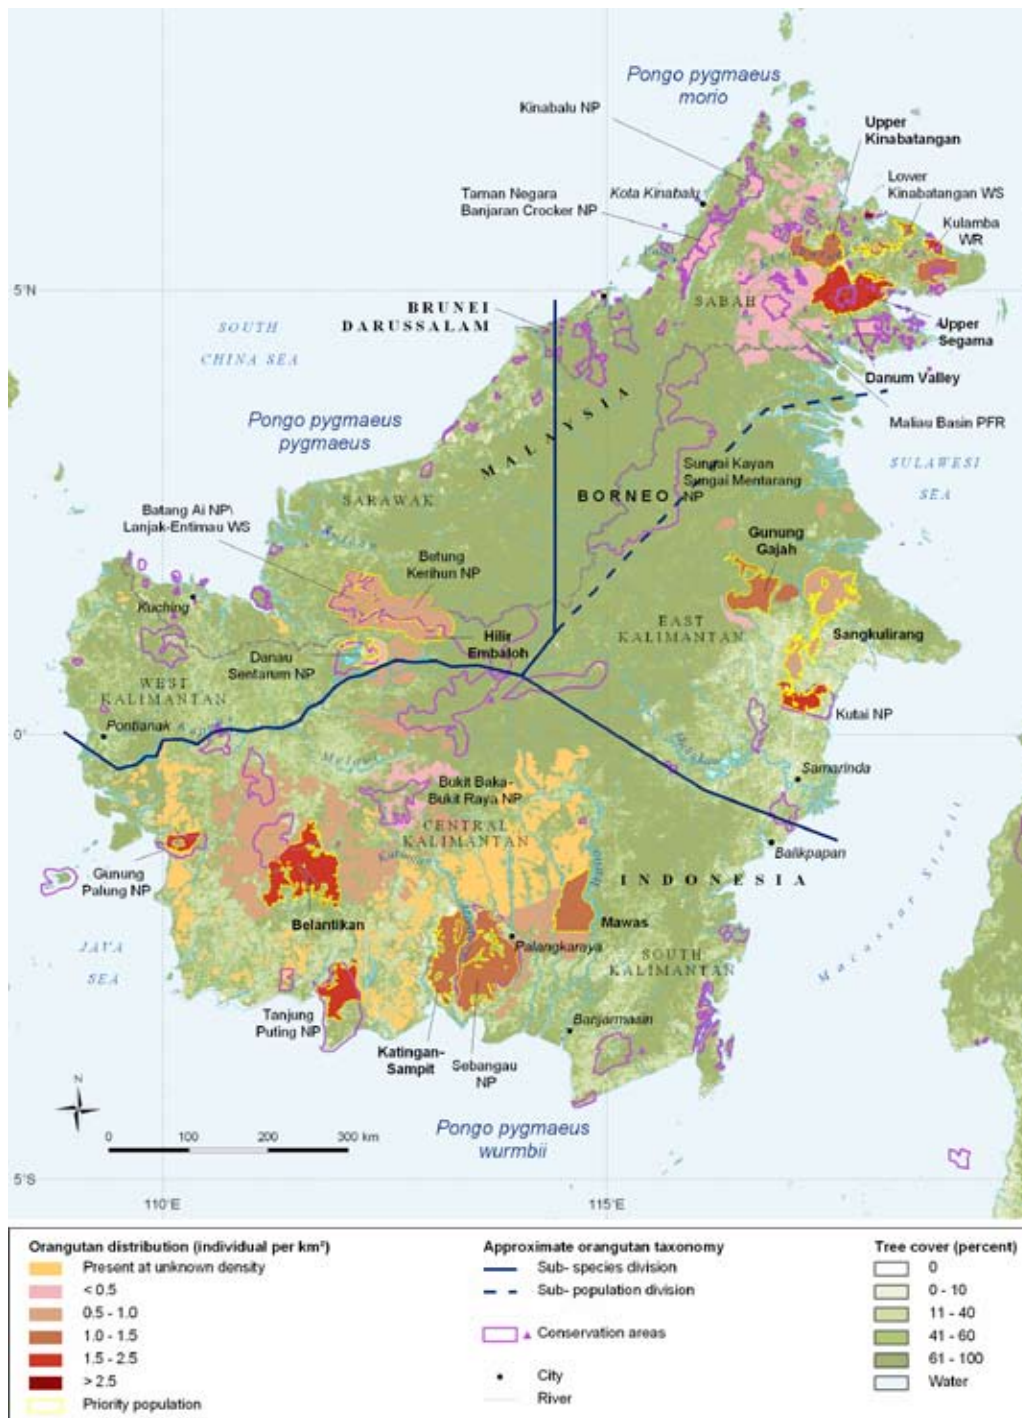 Pongo pygmaeus
morio
Kinabalu NP
Upper
Kinabatangan
Lower
Kinabatangan WS
Taman Negara
Banjaran Crocker NP
Kota Kinabalu
Kulamba
WR
5°N
SABAH
BRUNEI
DARUSSALAM
SOUTH
CHINA SEA
Upper
Segama
Danum Valley
Maliau Basin PFR
Pongo pygmaeus
pygmaeus
MALAYSIA
SULAWESI
SEA
Sungai Kayan
Sungai Mentarang
NP
BORNEO
SARAWAK
Batang Ai NP\
Lanjak-Entimau WS
Betung
Kerihun NP
Gunung
Gajah
Kuching
EAST
KALIMANTAN
Hilir
Embaloh
Sangkulirang
Danau
Sentarum NP
WEST
KALIMANTAN
Kutai NP
Pontianak
0°
Melawi
Samarinda
Bukit Baka-
Bukit Raya NP
CENTRAL
KALIMANTAN
Balikpapan
Gunung
Palung NP
INDONESIA
Belantikan
Mawas
Palangkaraya
JAVA
SEA
SOUTH
KALIMANTAN
Macassar Strait
Tanjung
Puting NP
Banjarmasin
Katingan-
Sampit
Sebangau
NP
N
0 100 200 300 km
Pongo pygmaeus
wurmbii
5°S
110°E
115°E
Orangutan distribution (individual per km²)
Present at unknown density
< 0.5
0.5 - 1.0
1.0 - 1.5
1.5 - 2.5
> 2.5
Priority population
Approximate orangutan taxonomy
Sub- species division
Sub- population division
Conservation areas
City
River
Tree cover (percent)
0
0 - 10
11 - 40
41 - 60
61 - 100
Water